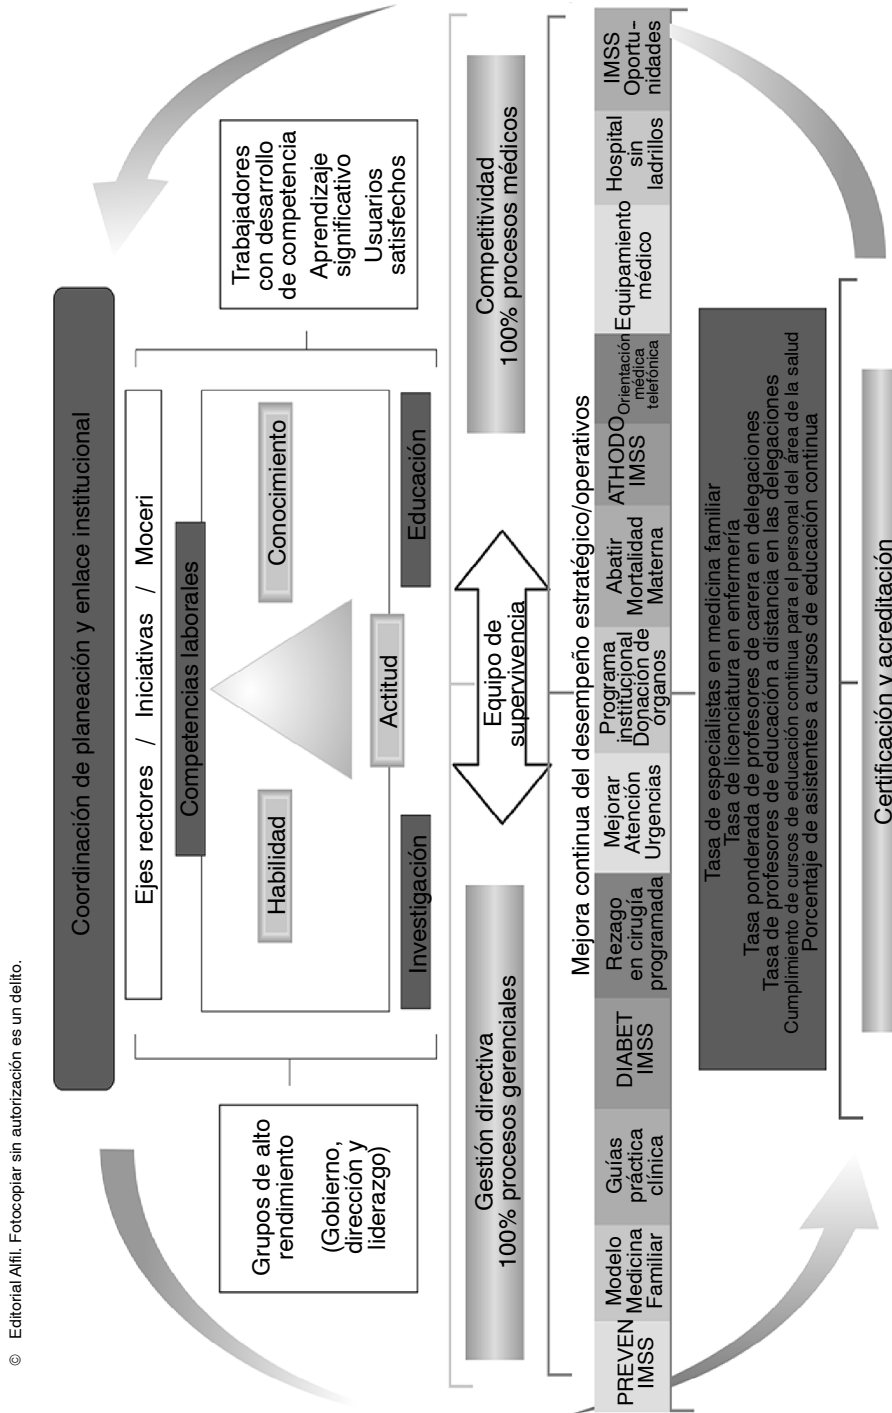 © Editorial Alfil. Fotocopiar sin autorización es un delito.
Coordinación de planeación y enlace institucional
Ejes rectores / Iniciativas / Moceri
Competencias laborales
Grupos de alto
rendimiento
(Gobierno,
dirección y
liderazgo)
Habilidad
Conocimiento
Actitud
Investigación
Educación
Trabajadores
con desarrollo
de competencia
Aprendizaje
significativo
Usuarios
satisfechos
Gestión directiva
100% procesos gerenciales
Equipo de
supervivencia
Competitividad
100% procesos médicos
Mejora continua del desempeño estratégico/operativos
PREVEN
IMSS
Modelo
Medicina
Familiar
Guías
práctica
clínica
DIABET
IMSS
Rezago
en cirugía
programada
Mejorar
Atención
Urgencias
Programa
institucional
Donación de
órganos
Abatir
Mortalidad
Materna
ATHODO
IMSS
Orientación
médica
telefónica
Equipamiento
médico
Hospital
sin
ladrillos
IMSS
Oportu-
nidades
Tasa de especialistas en medicina familiar
Tasa de licenciatura en enfermería
Tasa ponderada de profesores de carera en delegaciones
Tasa de profesores de educación a distancia en las delegaciones
Cumplimiento de cursos de educación continua para el personal del área de la salud
Porcentaje de asistentes a cursos de educación continua
Certificación y acreditación